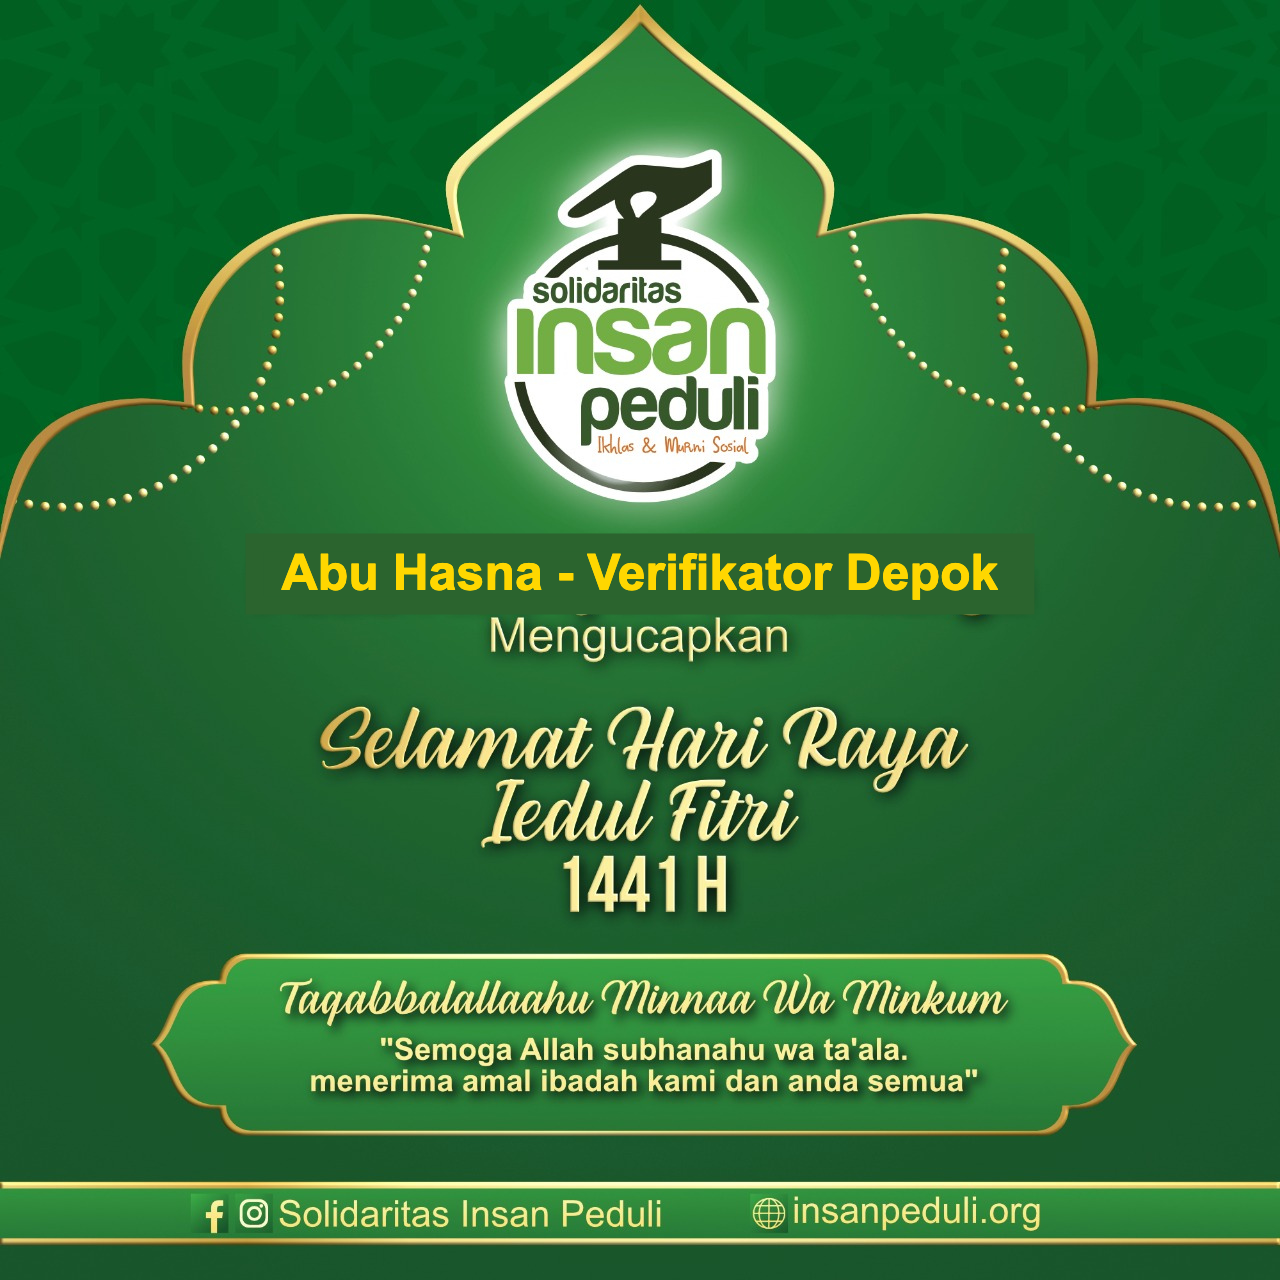 solidaritas
insan
peduli
Ikhlas & Murni Sosial
Abu Hasna - Verifikator Depok
Mengucapkan
Selamat Hari Raya
Iedul Fitri
1441 H
Taqabbalallaahu Minnaa Wa Minkum
"Semoga Allah subhanahu wa ta'ala.
menerima amal ibadah kami dan anda semua"
Solidaritas Insan Peduli
insanpeduli.org